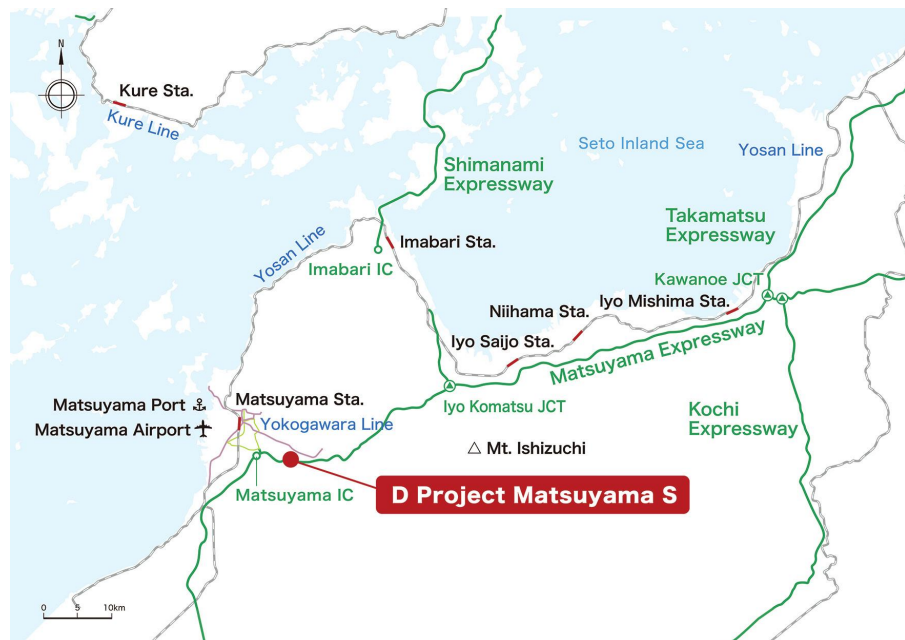 N
Kure Sta.
Kure Line
Seto Inland Sea
Yosan Line
Shimanami
Expressway
Takamatsu
Expressway
Imabari Sta.
Yosan Line
Imabari IC
Kawanoe JCT
Niihama Sta.
Iyo Mishima Sta.
Iyo Saijo Sta.
Matsuyama Expressway
Matsuyama Port
Matsuyama Sta.
Iyo Komatsu JCT
Kochi
Expressway
Matsuyama Airport
Yokogawara Line
Mt. Ishizuchi
Matsuyama IC
D Project Matsuyama S
0 5 10km